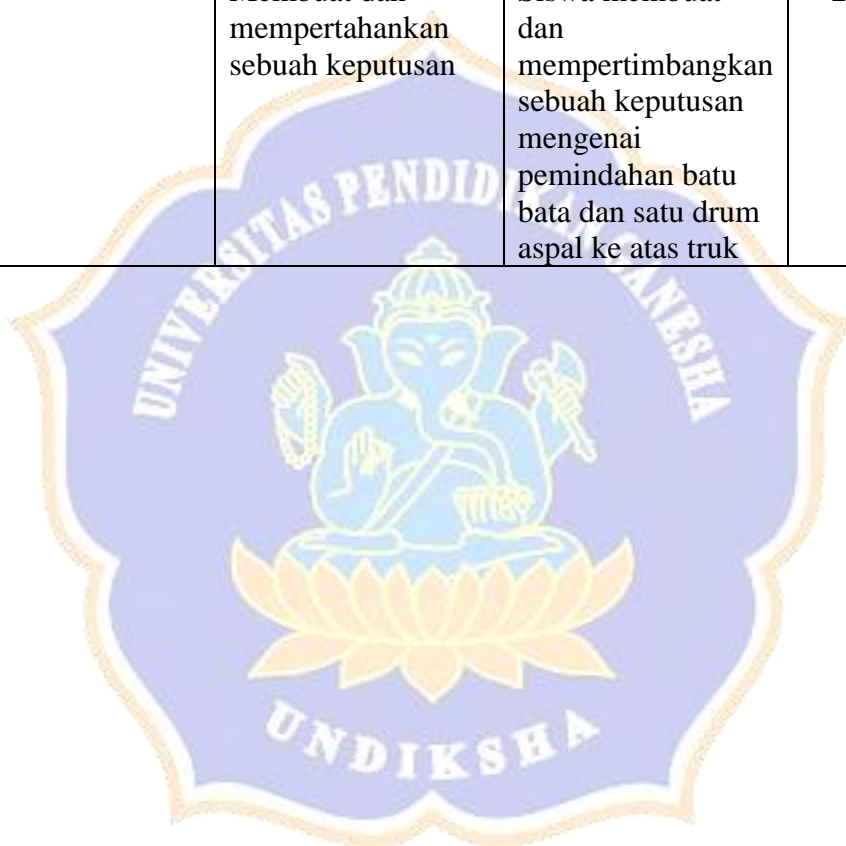 mempertahankan
sebuah keputusan
dan
mempertimbangkan
sebuah keputusan
mengenai
pemindahan batu
bata dan satu drum
aspal ke atas truk
UNIVERSITAS PENDIDIKAN GANESHA
UNDIKSHA